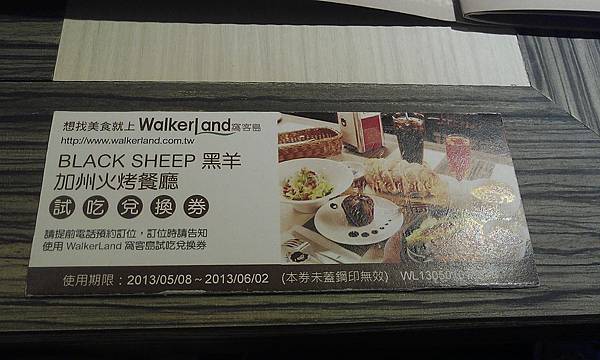 想找美食就上 WalkerLand 窩客島
http://www.walkerland.com.tw
BLACK SHEEP 黑羊
加州火烤餐廳
試吃兌換券
請提前電話預約訂位，訂位時請告知
使用 WalkerLand 窩客島試吃兌換券
使用期限：2013/05/08～2013/06/02 (本券未蓋鋼印無效)